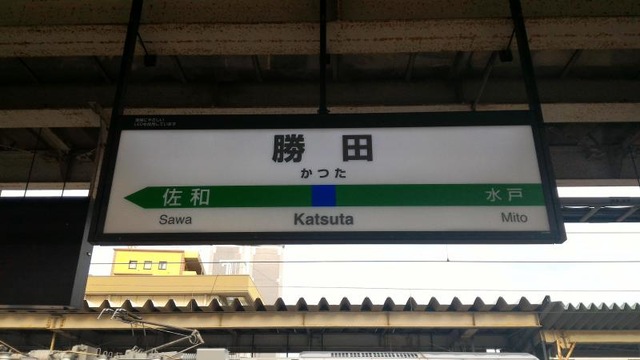 勝田
かつた
佐和
水戸
Sawa
Katsuta
Mito